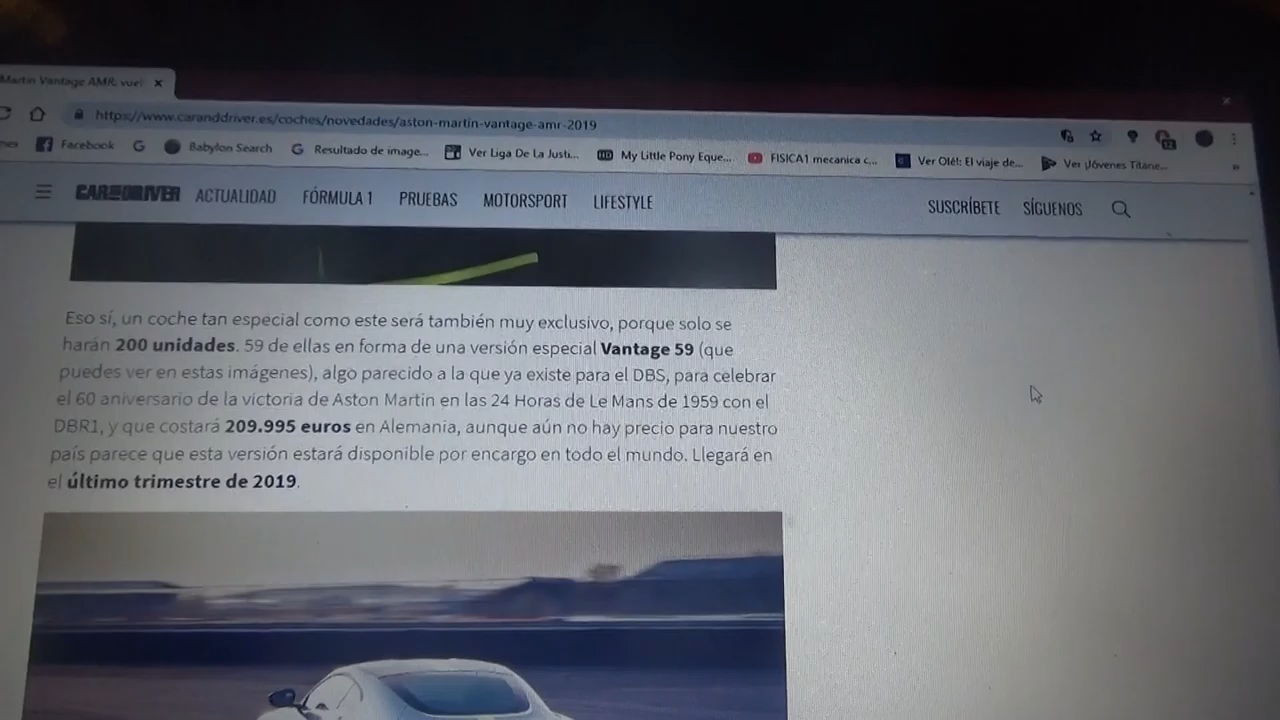 Martin Vantage AMR: vue
https://www.caranddriver.es/coches/novedades/aston-martin-vantage-amr-2019
Facebook
Babylon Search
Resultado de image...
Ver Liga De La Justi...
My Little Pony Eque...
FISICA1 mecanica c...
Ver Olé!: El viaje de...
Ver ¡Jóvenes Titane...
CAR AND DRIVER ACTUALIDAD FÓRMULA 1 PRUEBAS MOTORSPORT LIFESTYLE SUSCRÍBETE SÍGUENOS
Eso sí, un coche tan especial como este será también muy exclusivo, porque solo se
harán 200 unidades. 59 de ellas en forma de una versión especial Vantage 59 (que
puedes ver en estas imágenes), algo parecido a la que ya existe para el DBS, para celebrar
el 60 aniversario de la victoria de Aston Martin en las 24 Horas de Le Mans de 1959 con el
DBR1, y que costará 209.995 euros en Alemania, aunque aún no hay precio para nuestro
país parece que esta versión estará disponible por encargo en todo el mundo. Llegará en
el último trimestre de 2019.